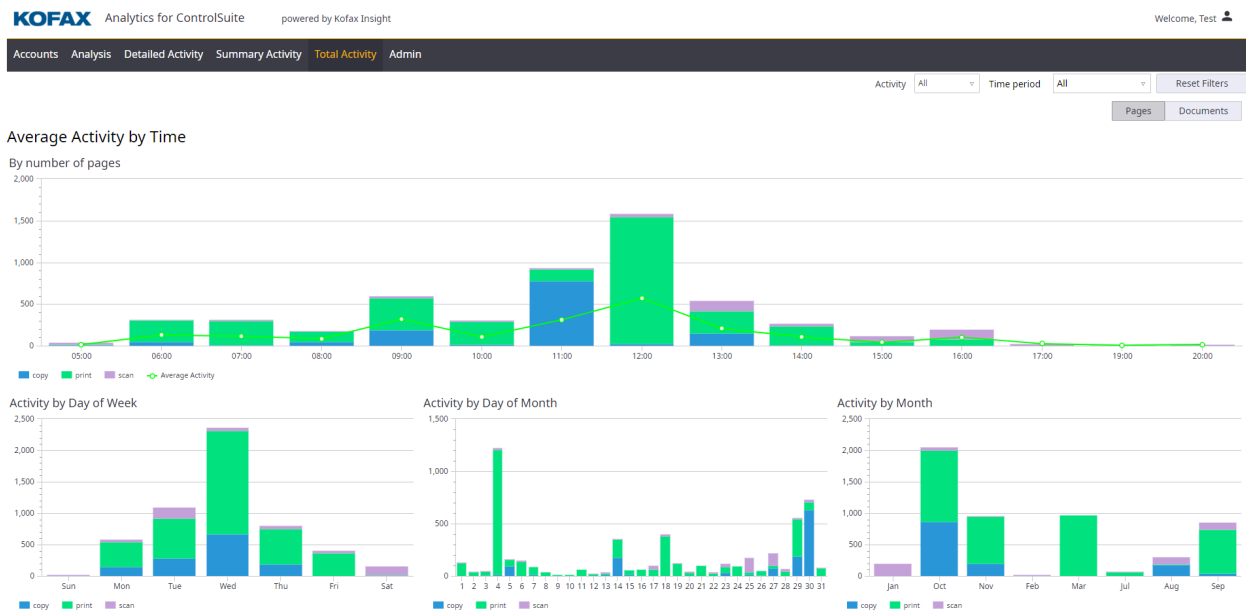 KOFAX Analytics for ControlSuite powered by Kofax Insight Welcome, Test
Accounts Analysis Detailed Activity Summary Activity Total Activity Admin
Activity All Time period All Reset Filters
Pages Documents
Average Activity by Time
By number of pages
2,000
1,500
1,000
500
0
05:00 06:00 07:00 08:00 09:00 10:00 11:00 12:00 13:00 14:00 15:00 16:00 17:00 19:00 20:00
copy print scan Average Activity
Activity by Day of Week
2,500
2,000
1,500
1,000
500
0
Sun Mon Tue Wed Thu Fri Sat
copy print scan
Activity by Day of Month
1,500
1,000
500
0
1 2 3 4 5 6 7 8 9 10 11 12 13 14 15 16 17 18 19 20 21 22 23 24 25 26 27 28 29 30 31
copy print scan
Activity by Month
2,500
2,000
1,500
1,000
500
0
Jan Oct Nov Feb Mar Jul Aug Sep
copy print scan